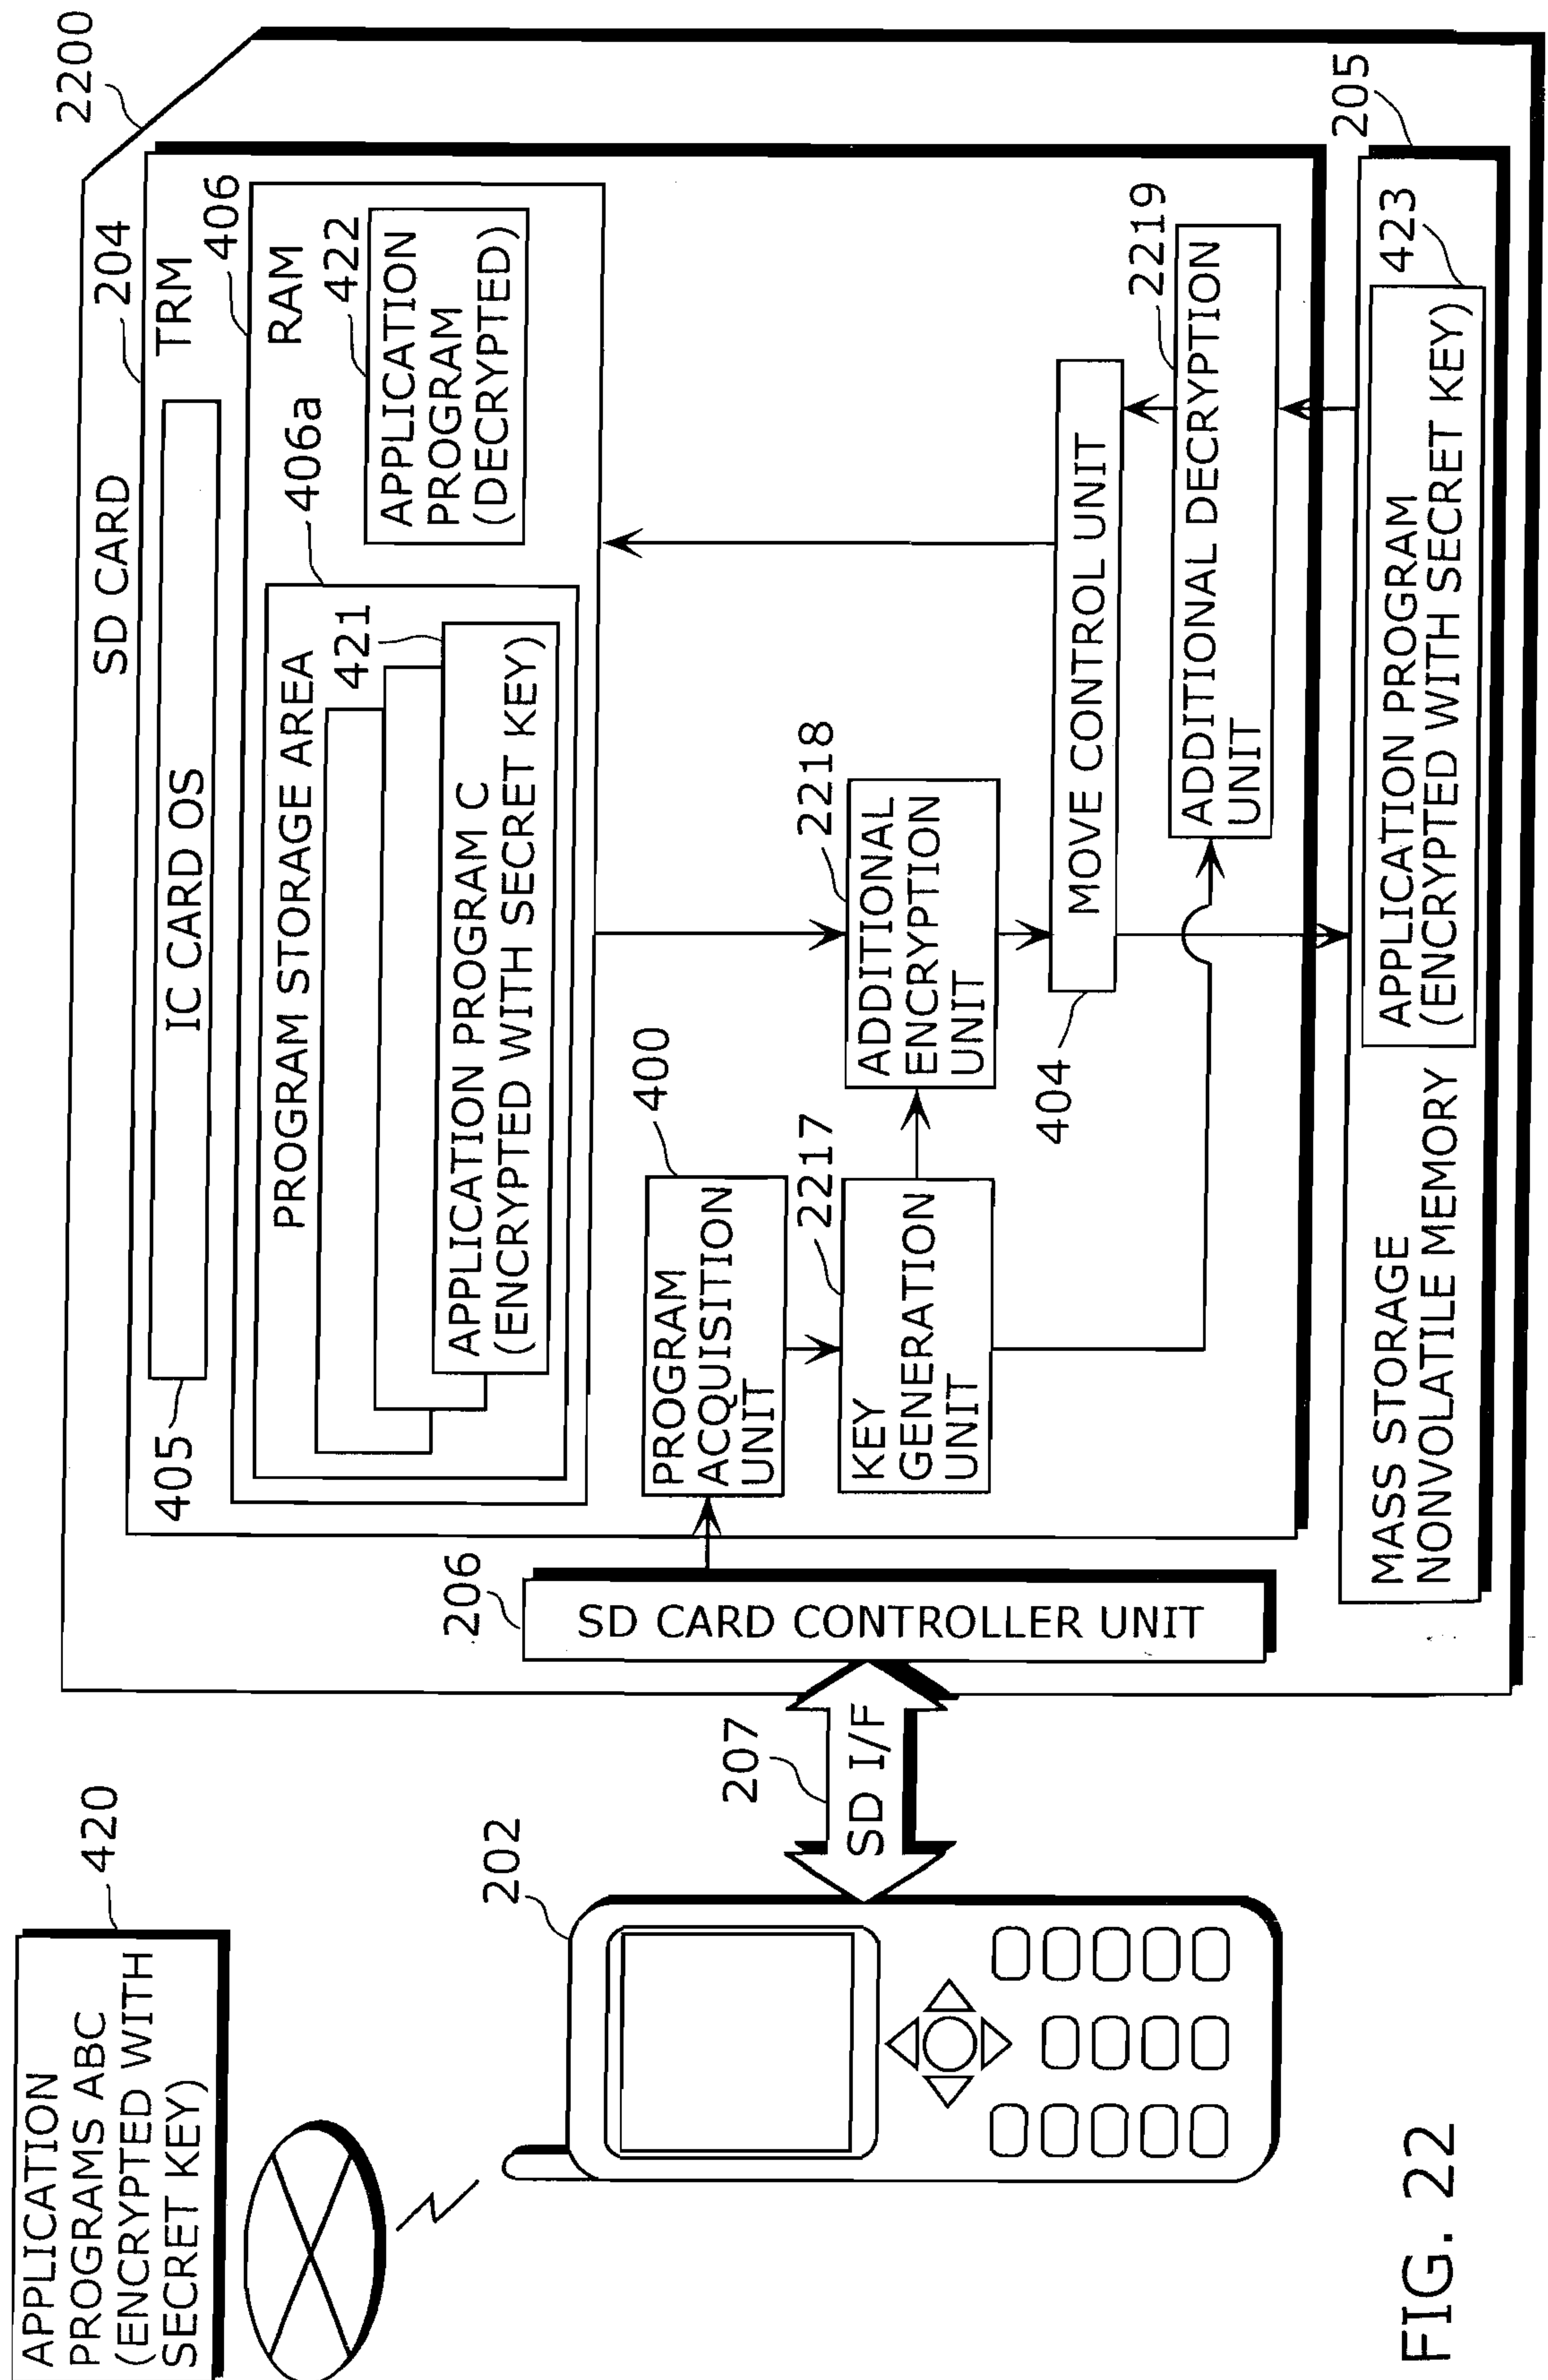 APPLICATION
PROGRAMS ABC
(ENCRYPTED WITH
SECRET KEY)
420
202
207
SD I/F
2200
SD CARD
204
TRM
405
IC CARD OS
406
RAM
406a
PROGRAM STORAGE AREA
421
APPLICATION PROGRAM C
(ENCRYPTED WITH SECRET KEY)
422
APPLICATION
PROGRAM
(DECRYPTED)
206
SD CARD CONTROLLER UNIT
400
PROGRAM
ACQUISITION
UNIT
2217
KEY
GENERATION
UNIT
2218
ADDITIONAL
ENCRYPTION
UNIT
404
MOVE CONTROL UNIT
2219
ADDITIONAL DECRYPTION
UNIT
205
MASS STORAGE
NONVOLATILE MEMORY
423
APPLICATION PROGRAM
(ENCRYPTED WITH SECRET KEY)
FIG. 22